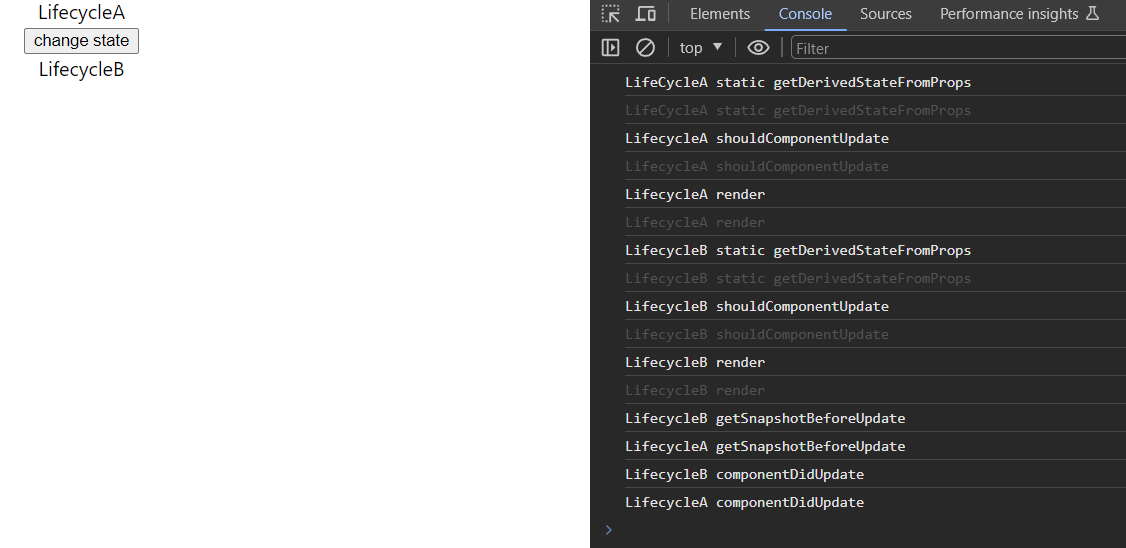 LifecycleA
change state
LifecycleB
Elements Console Sources Performance insights
top Filter
LifeCycleA static getDerivedStateFromProps
LifeCycleA static getDerivedStateFromProps
LifecycleA shouldComponentUpdate
LifecycleA shouldComponentUpdate
LifecycleA render
LifecycleA render
LifecycleB static getDerivedStateFromProps
LifecycleB static getDerivedStateFromProps
LifecycleB shouldComponentUpdate
LifecycleB shouldComponentUpdate
LifecycleB render
LifecycleB render
LifecycleB getSnapshotBeforeUpdate
LifecycleA getSnapshotBeforeUpdate
LifecycleB componentDidUpdate
LifecycleA componentDidUpdate